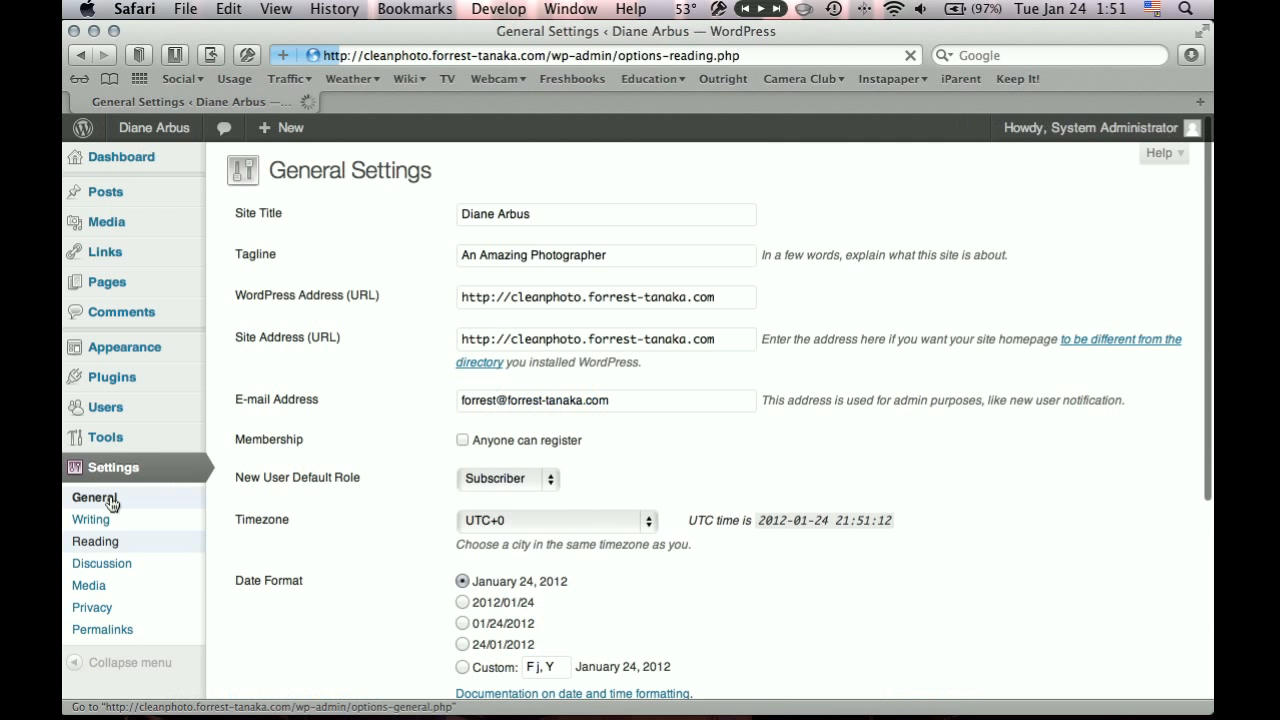 Safari File Edit View History Bookmarks Develop Window Help 53° (97%) Tue Jan 24 1:51
General Settings ‹ Diane Arbus — WordPress
http://cleanphoto.forrest-tanaka.com/wp-admin/options-reading.php Google
Social Usage Traffic Weather Wiki TV Webcam Freshbooks Education Outright Camera Club Instapaper iParent Keep It!
General Settings ‹ Diane Arbus —...
Diane Arbus New Howdy, System Administrator
Help
Dashboard
Posts
Media
Links
Pages
Comments
Appearance
Plugins
Users
Tools
Settings
General
Writing
Reading
Discussion
Media
Privacy
Permalinks
Collapse menu
General Settings
Site Title Diane Arbus
Tagline An Amazing Photographer In a few words, explain what this site is about.
WordPress Address (URL) http://cleanphoto.forrest-tanaka.com
Site Address (URL) http://cleanphoto.forrest-tanaka.com Enter the address here if you want your site homepage to be different from the
directory you installed WordPress.
E-mail Address forrest@forrest-tanaka.com This address is used for admin purposes, like new user notification.
Membership Anyone can register
New User Default Role Subscriber
Timezone UTC+0 UTC time is 2012-01-24 21:51:12
Choose a city in the same timezone as you.
Date Format January 24, 2012
2012/01/24
01/24/2012
24/01/2012
Custom: F j, Y January 24, 2012
Documentation on date and time formatting.
Go to "http://cleanphoto.forrest-tanaka.com/wp-admin/options-general.php"